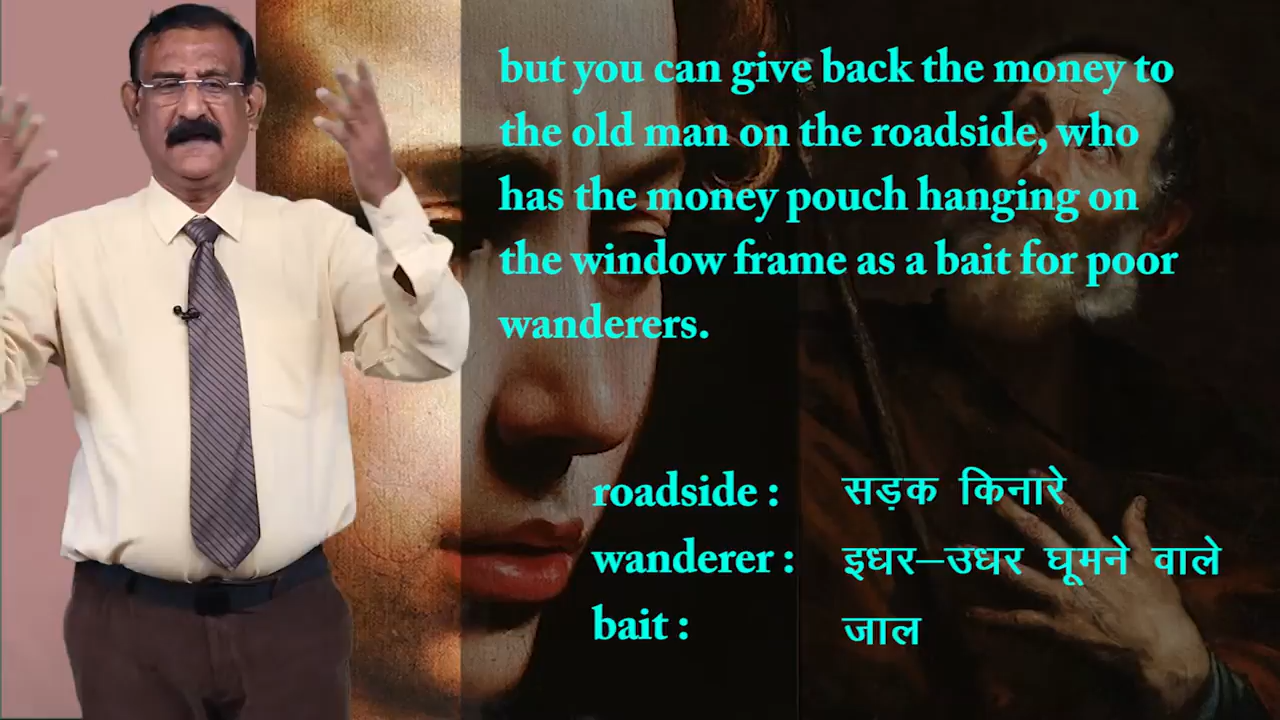 but you can give back the money to
the old man on the roadside, who
has the money pouch hanging on
the window frame as a bait for poor
wanderers.
roadside : सड़क किनारे
wanderer : इधर–उधर घूमने वाले
bait : जाल